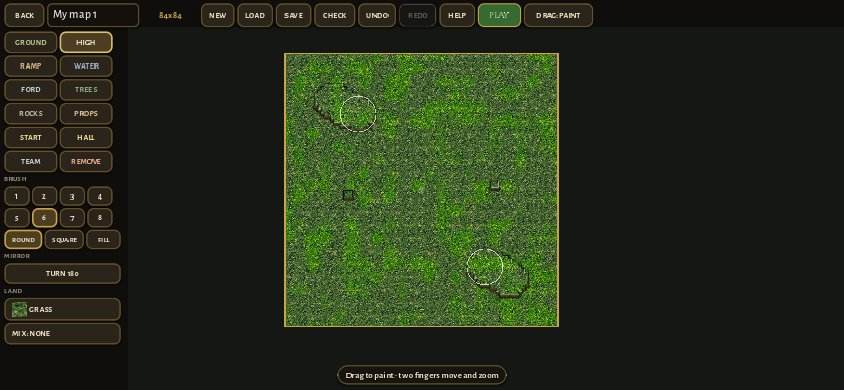 BACK My map 1 84x84 NEW LOAD SAVE CHECK UNDO REDO HELP PLAY DRAG: PAINT
GROUND HIGH
RAMP WATER
FORD TREES
ROCKS PROPS
START HALL
TEAM REMOVE
BRUSH
1 2 3 4
5 6 7 8
ROUND SQUARE FILL
MIRROR
TURN 180
LAND
GRASS
MIX: NONE
Drag to paint · two fingers move and zoom